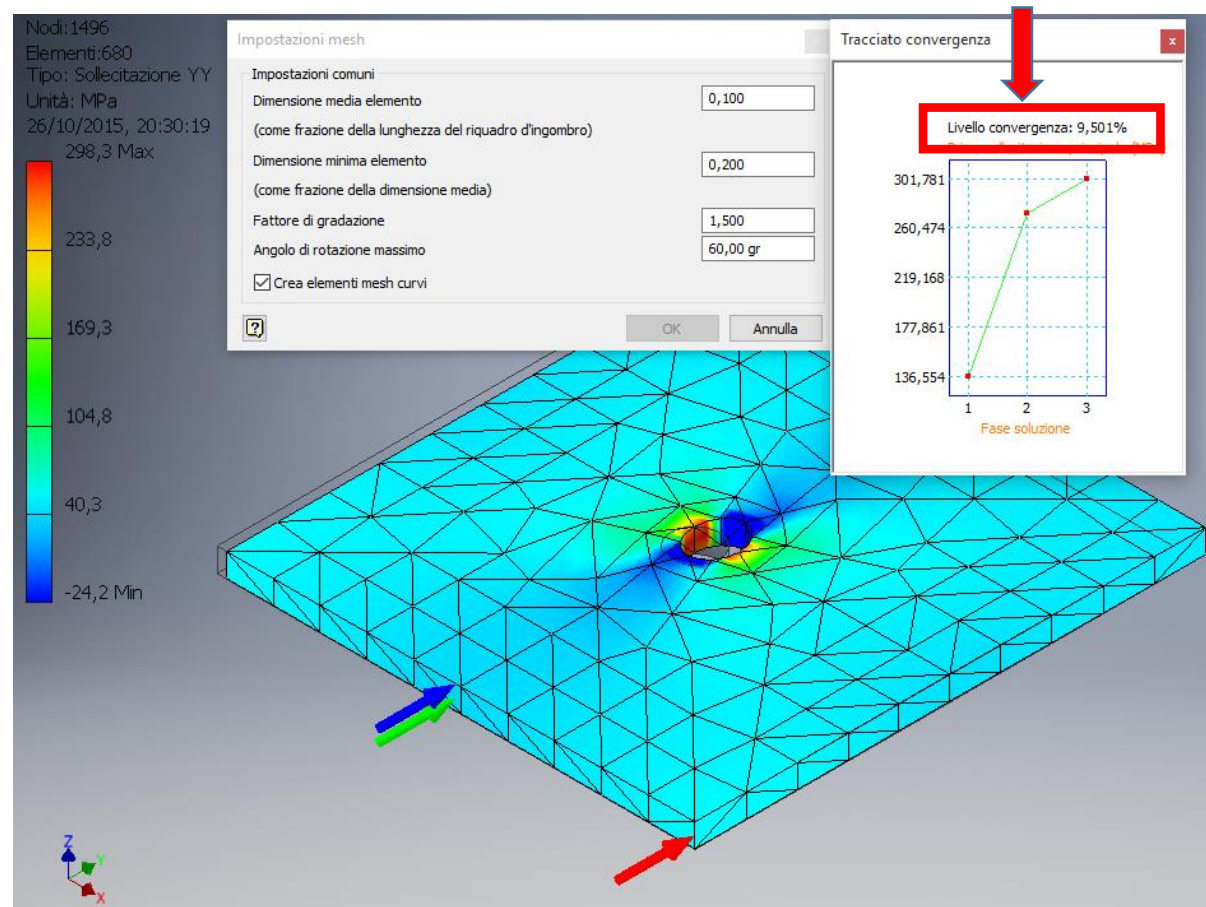 Nodi:1496
Elementi:680
Tipo: Sollecitazione YY
Unità: MPa
26/10/2015, 20:30:19
298,3 Max
233,8
169,3
104,8
40,3
-24,2 Min
Impostazioni mesh
Impostazioni comuni
Dimensione media elemento 0,100
(come frazione della lunghezza del riquadro d'ingombro)
Dimensione minima elemento 0,200
(come frazione della dimensione media)
Fattore di gradazione 1,500
Angolo di rotazione massimo 60,00 gr
Crea elementi mesh curvi
OK Annulla
Tracciato convergenza x
Livello convergenza: 9,501%
301,781
260,474
219,168
177,861
136,554
1 2 3
Fase soluzione
Z
Y
X